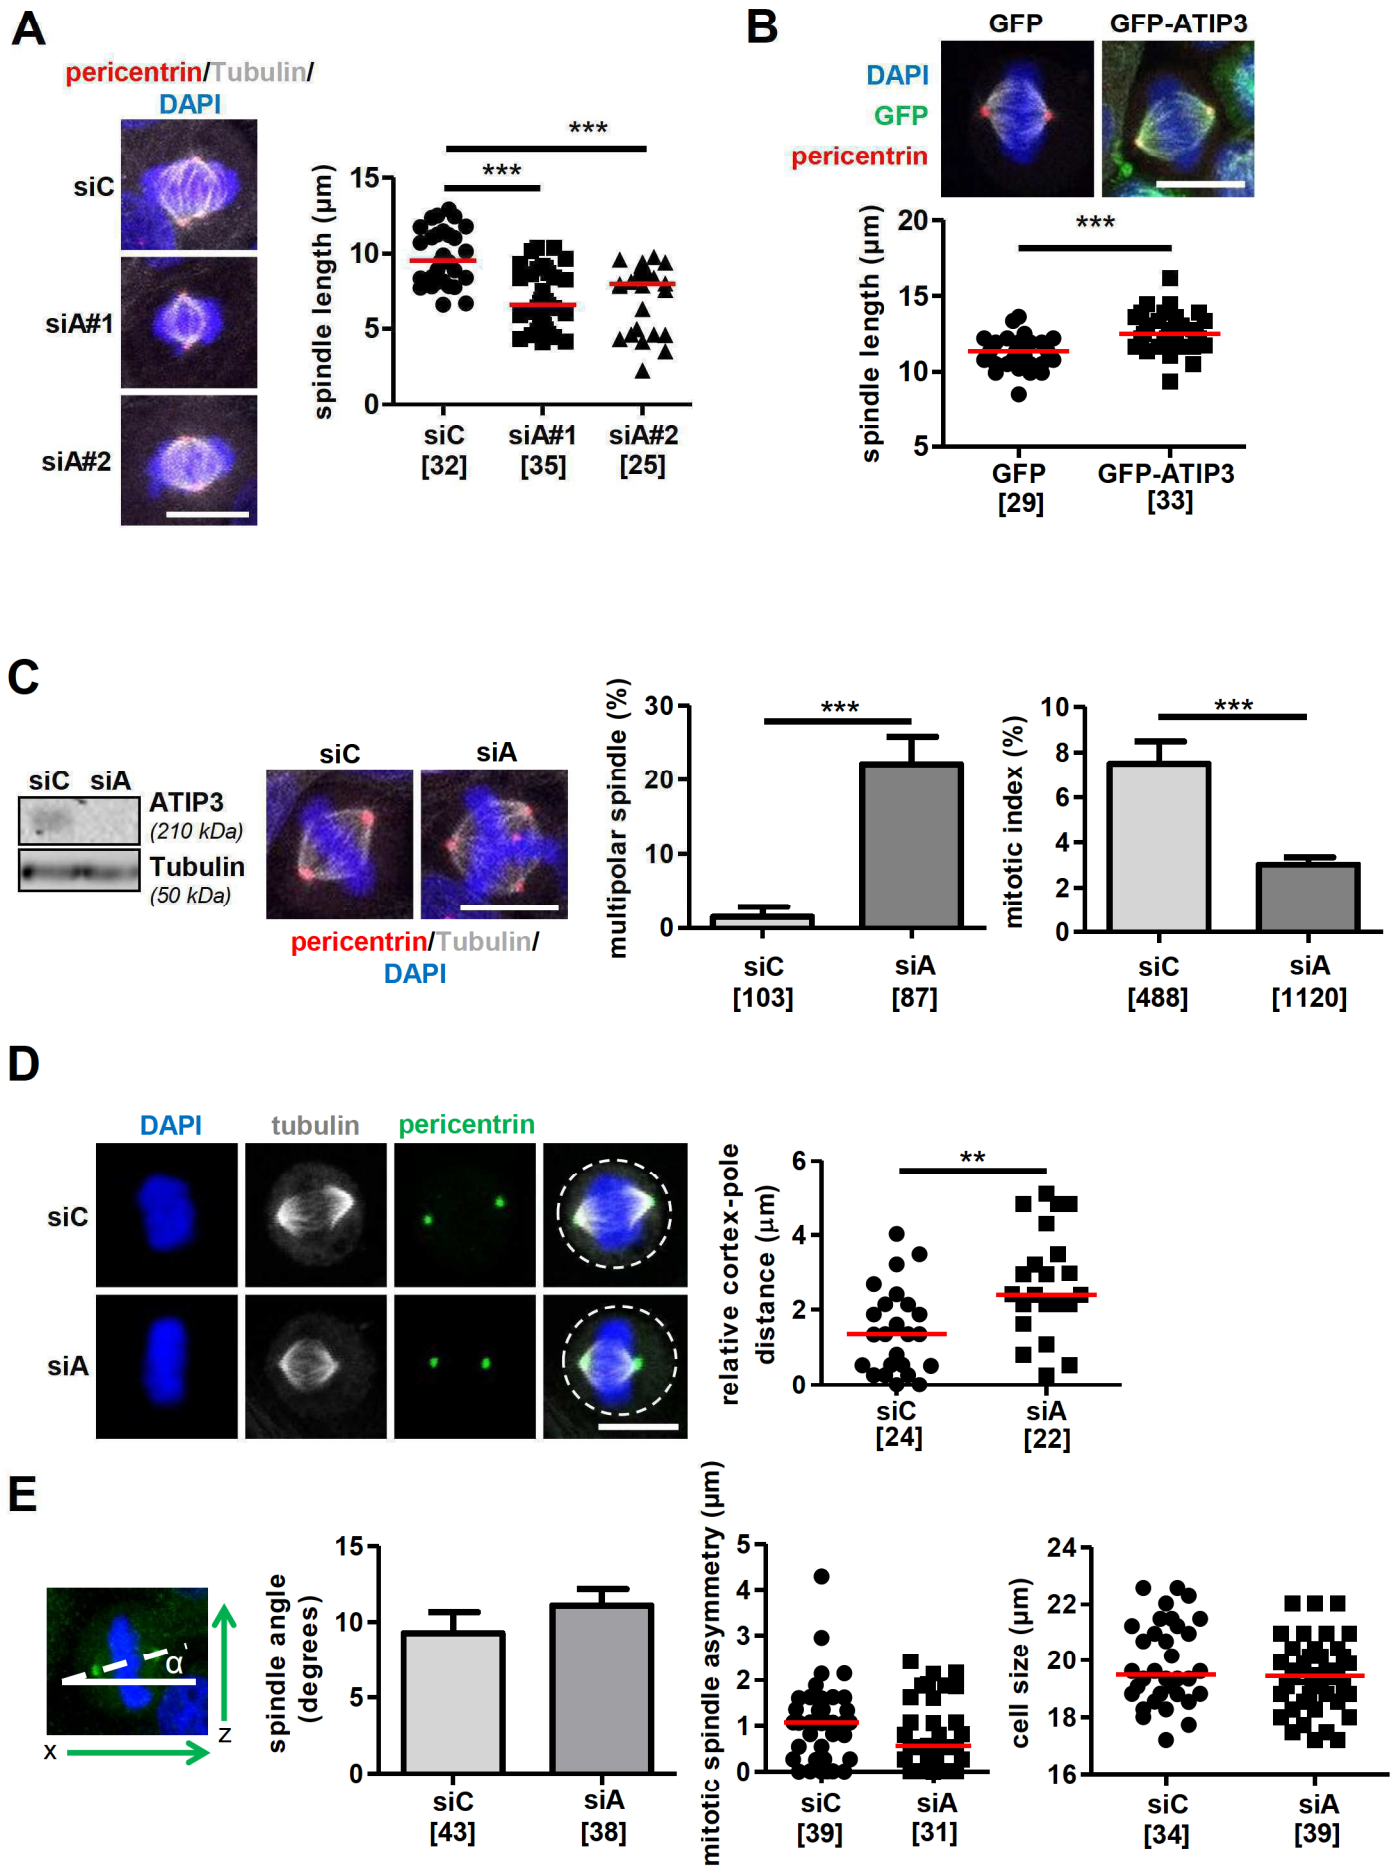 A
pericentrin/Tubulin/
DAPI
siC
siA#1
siA#2
spindle length (µm)
15
10
5
0
***
***
siC
siA#1
siA#2
[32]
[35]
[25]
B
GFP
GFP-ATIP3
DAPI
GFP
pericentrin
spindle length (µm)
20
15
10
5
***
GFP
GFP-ATIP3
[29]
[33]
C
siC
siA
ATIP3
(210 kDa)
Tubulin
(50 kDa)
siC
siA
pericentrin/Tubulin/
DAPI
multipolar spindle (%)
30
20
10
0
***
siC
siA
[103]
[87]
mitotic index (%)
10
8
6
4
2
0
***
siC
siA
[488]
[1120]
D
DAPI
tubulin
pericentrin
siC
siA
relative cortex-pole
distance (µm)
6
4
2
0
**
siC
siA
[24]
[22]
E
α
x
z
spindle angle
(degrees)
15
10
5
0
siC
siA
[43]
[38]
mitotic spindle asymmetry (µm)
5
4
3
2
1
0
siC
siA
[39]
[31]
cell size (µm)
24
22
20
18
16
siC
siA
[34]
[39]